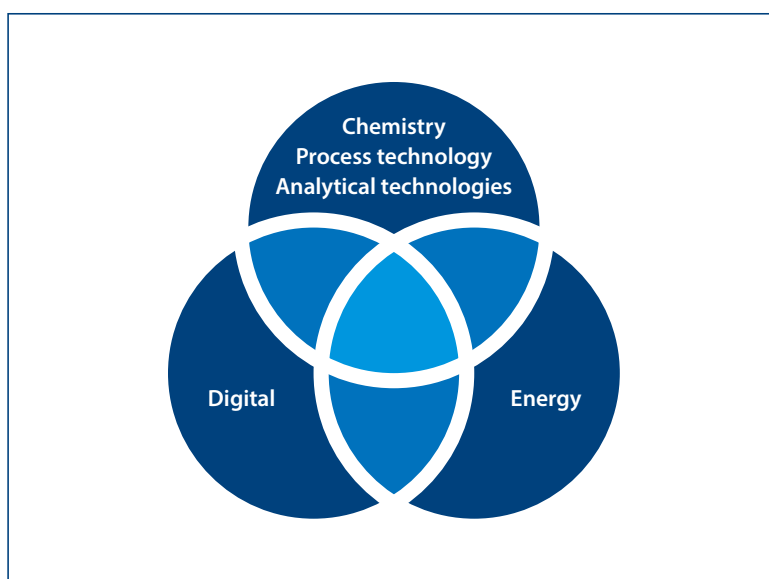 Chemistry
Process technology
Analytical technologies
Digital
Energy